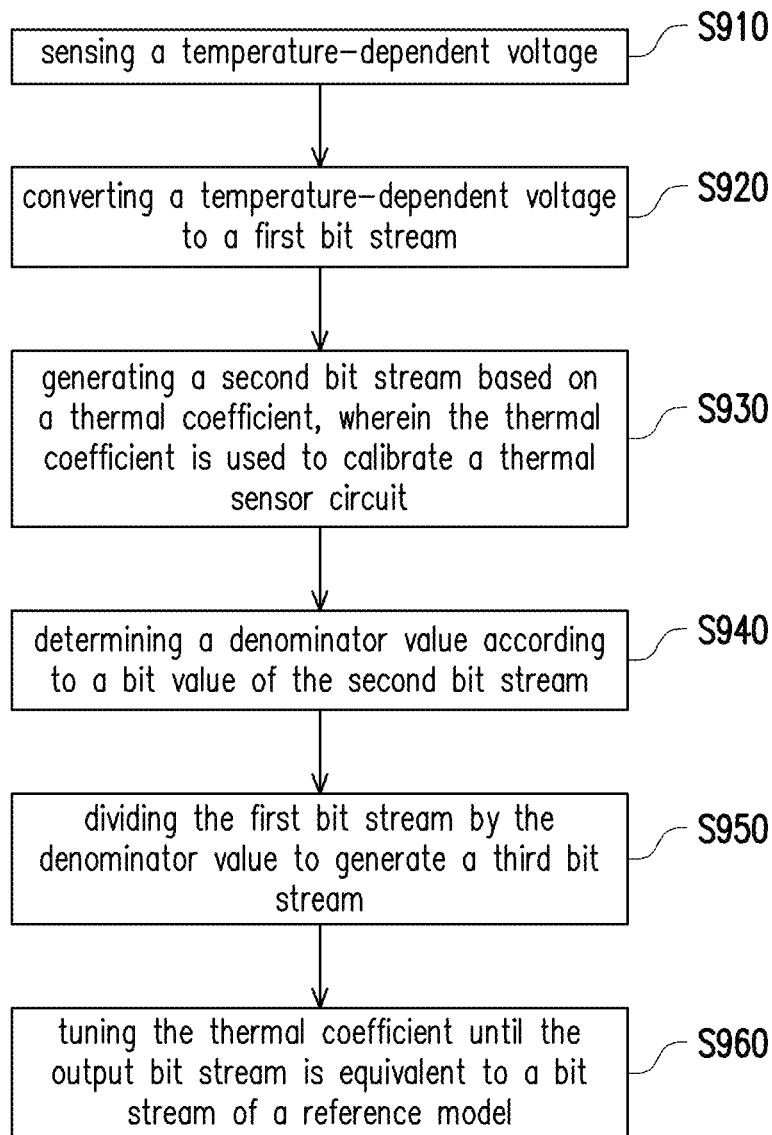 sensing a temperature-dependent voltage
S910
converting a temperature-dependent voltage
to a first bit stream
S920
generating a second bit stream based on
a thermal coefficient, wherein the thermal
coefficient is used to calibrate a thermal
sensor circuit
S930
determining a denominator value according
to a bit value of the second bit stream
S940
dividing the first bit stream by the
denominator value to generate a third bit
stream
S950
tuning the thermal coefficient until the
output bit stream is equivalent to a bit
stream of a reference model
S960